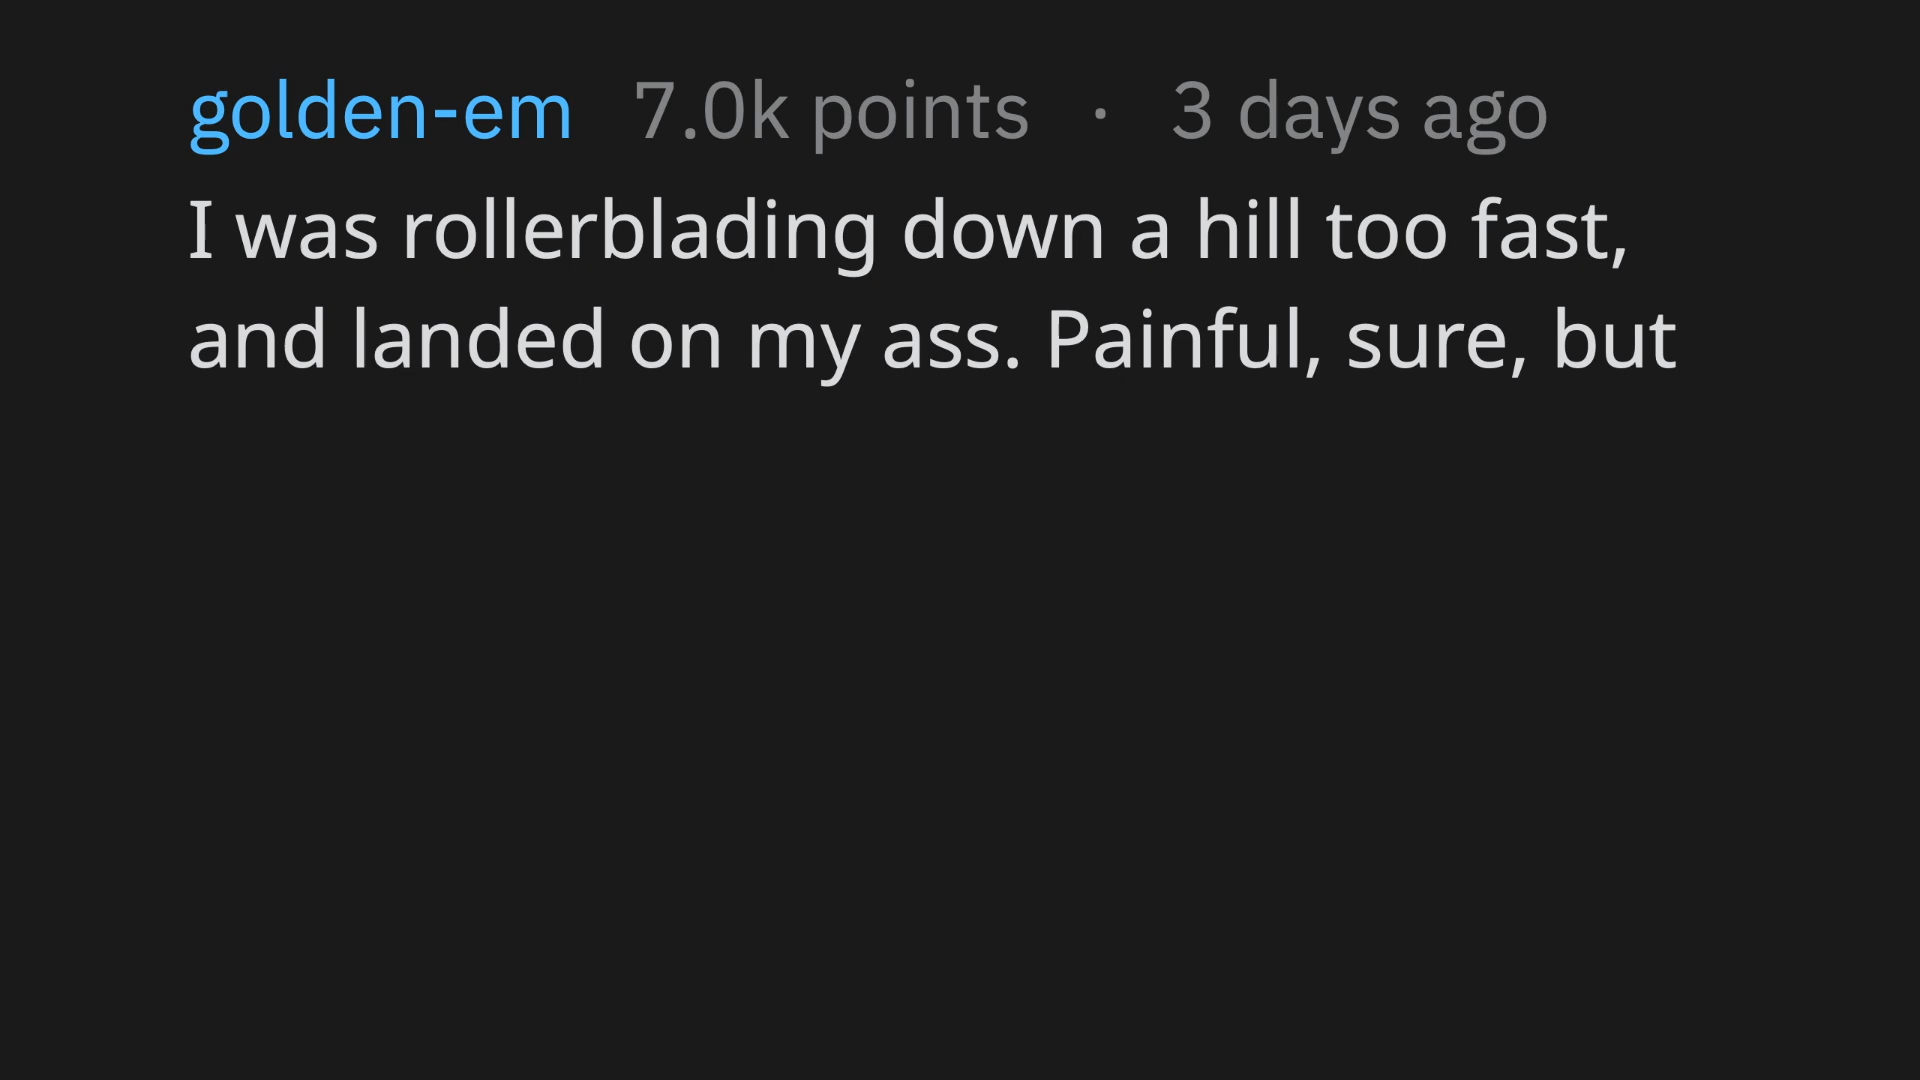 golden-em 7.0k points · 3 days ago
I was rollerblading down a hill too fast,
and landed on my ass. Painful, sure, but